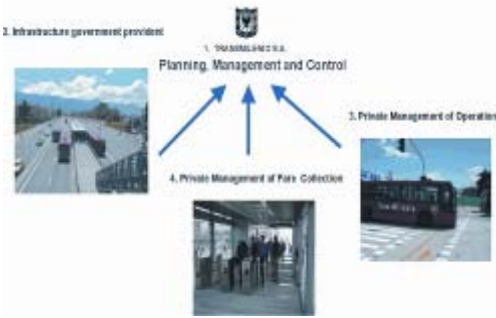 2. Infrastructure government provident
1. TRANSMILENIO S.A.
Planning, Management and Control
3. Private Management of Operation
4. Private Management of Fare Collection